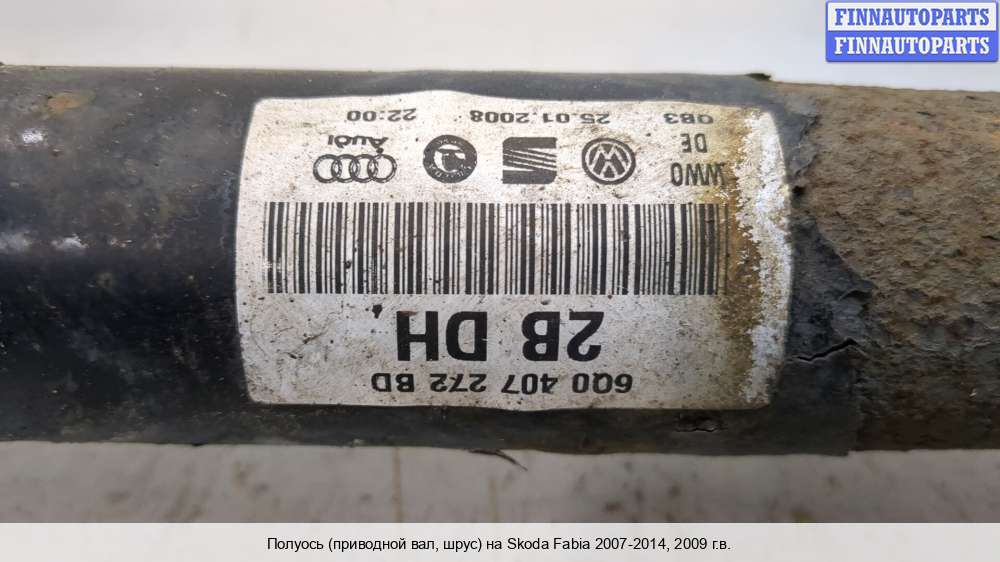 FINNAUTOPARTS
FINNAUTOPARTS
6Q0 407 272 BD
2B DH
Audi
DE
QB3 25.01.2008 22:00
Полуось (приводной вал, шрус) на Skoda Fabia 2007-2014, 2009 г.в.